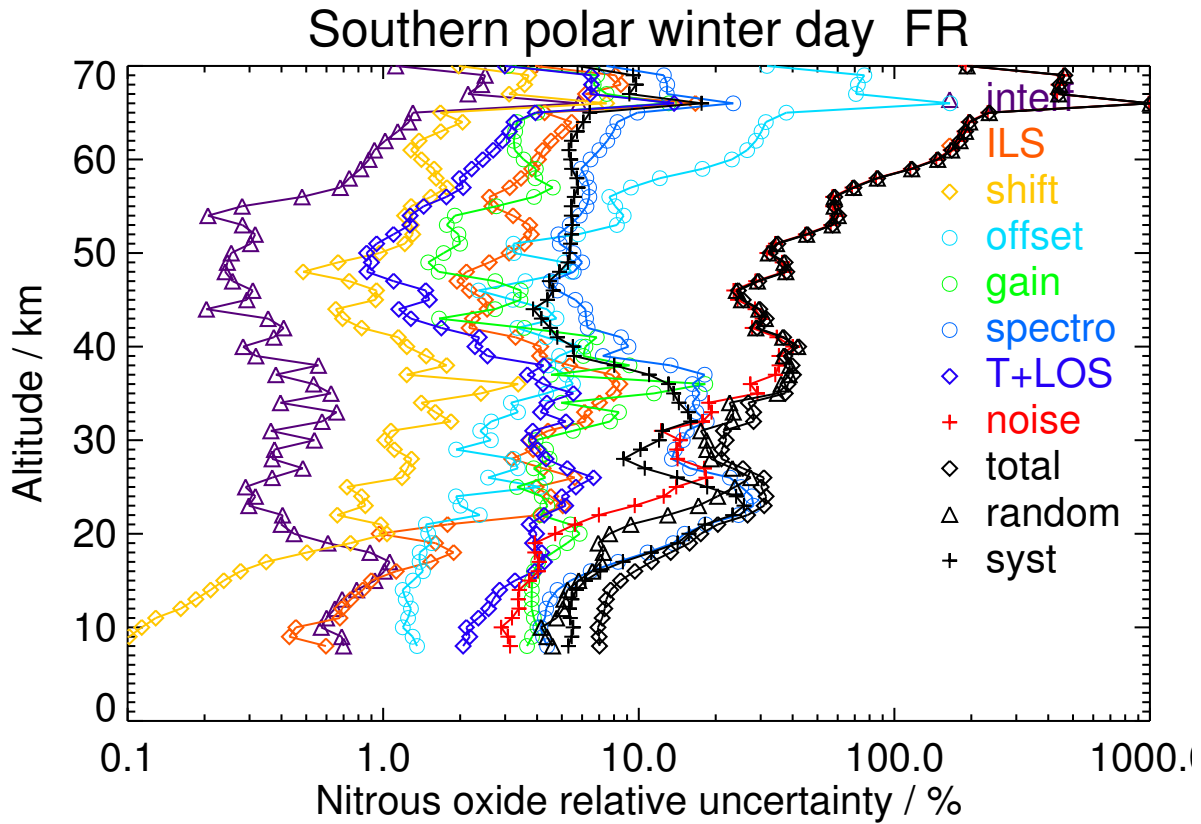 Southern polar winter day FR
Altitude / km
70
60
50
40
30
20
10
0
interf
ILS
shift
offset
gain
spectro
T+LOS
noise
total
random
syst
0.1 1.0 10.0 100.0 1000.
Nitrous oxide relative uncertainty / %